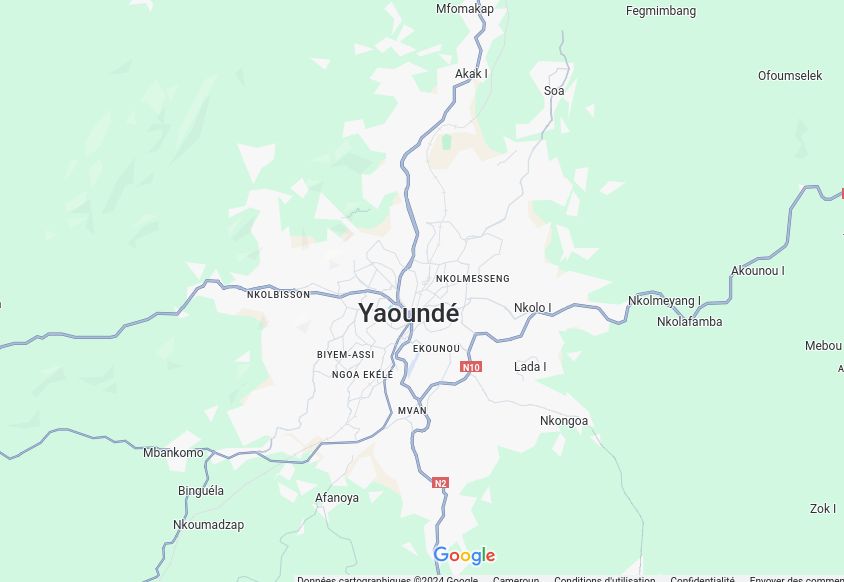 Mfomakap
Fegmimbang
Akak I
Ofoumselek
Soa
Akounou I
NKOLMESSENG
NKOLBISSON
Nkolmeyang I
Nkolo I
Yaoundé
Nkolafamba
Mebou
EKOUNOU
BIYEM-ASSI
N10
Lada I
NGOA EKELE
MVAN
Nkongoa
Mbankomo
N2
Binguéla
Afanoya
Zok I
Nkoumadzap
Google
Données cartographiques ©2024 Google Cameroun Conditions d'utilisation Confidentialité Envoyer des commen